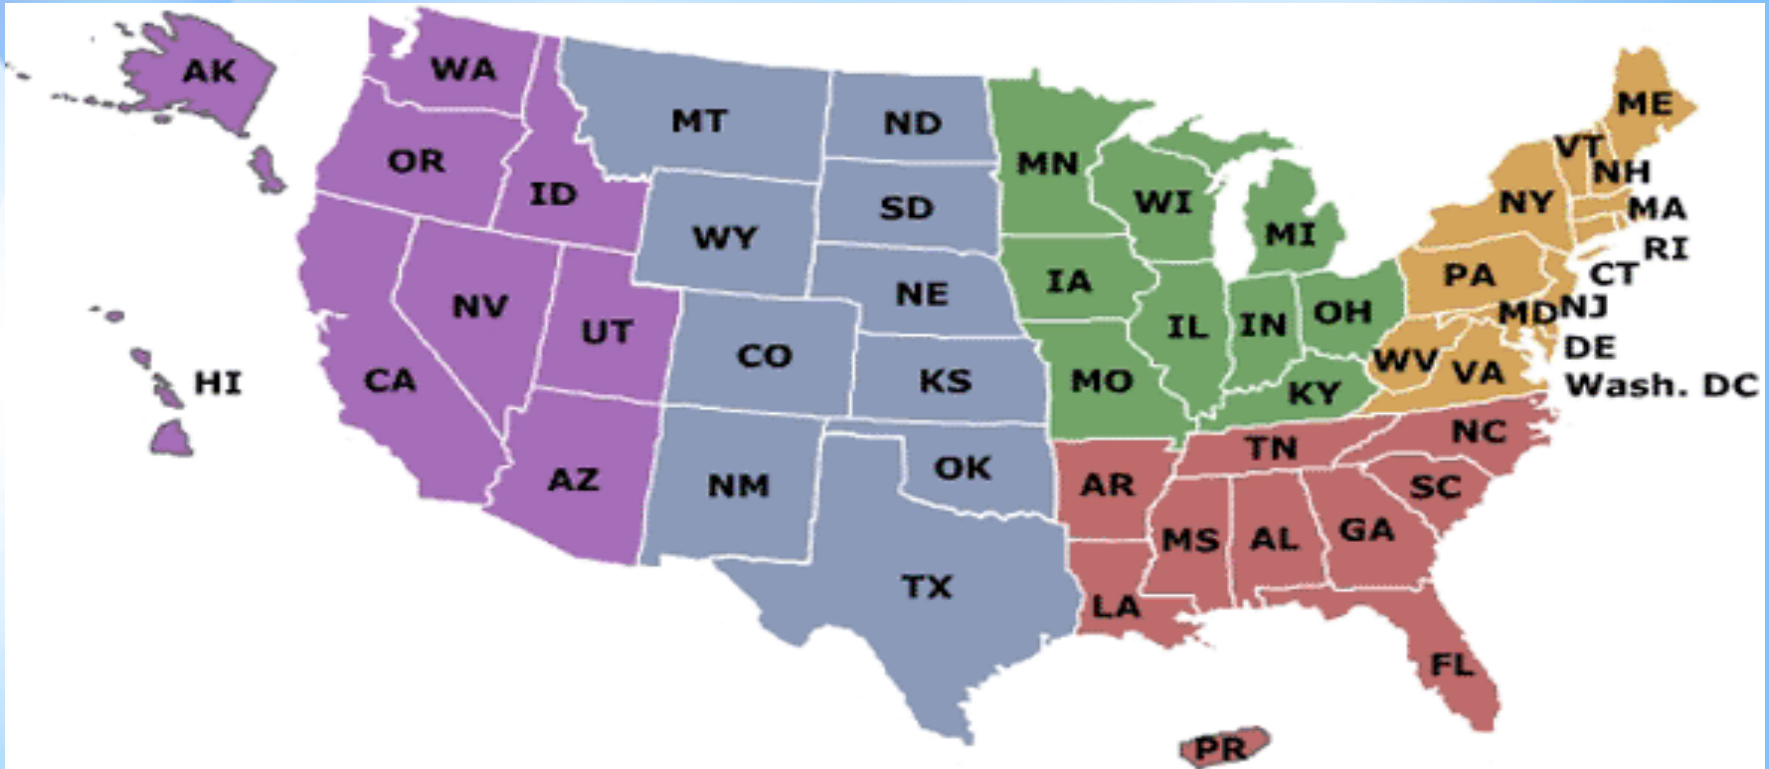 AK
WA
MT
ND
MN
ME
VT
NH
OR
ID
WY
SD
WI
MI
NY
MA
RI
CT
NV
UT
CO
NE
IA
IL
IN
OH
PA
NJ
MD
DE
HI
CA
KS
MO
KY
WV
VA
Wash. DC
AZ
NM
OK
AR
TN
NC
SC
MS
AL
GA
TX
LA
FL
PR